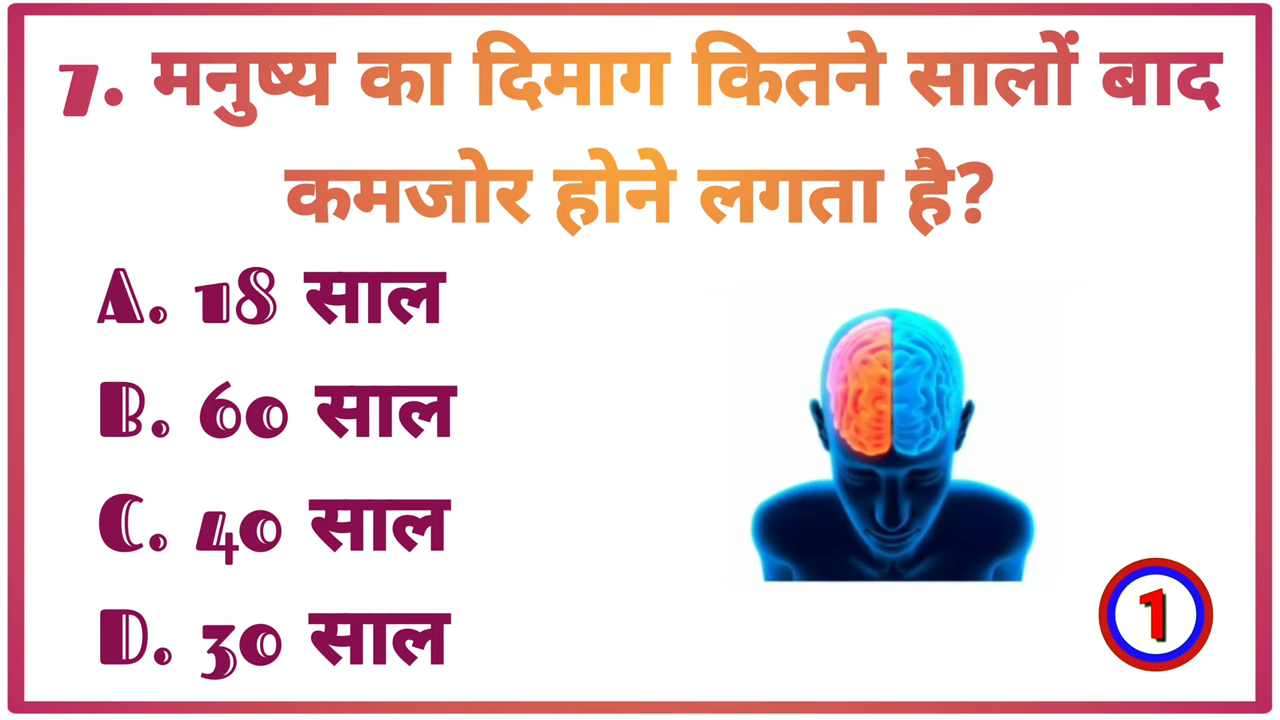 7. मनुष्य का दिमाग कितने सालों बाद
कमजोर होने लगता है?
A. 18 साल
B. 60 साल
C. 40 साल
D. 30 साल
1